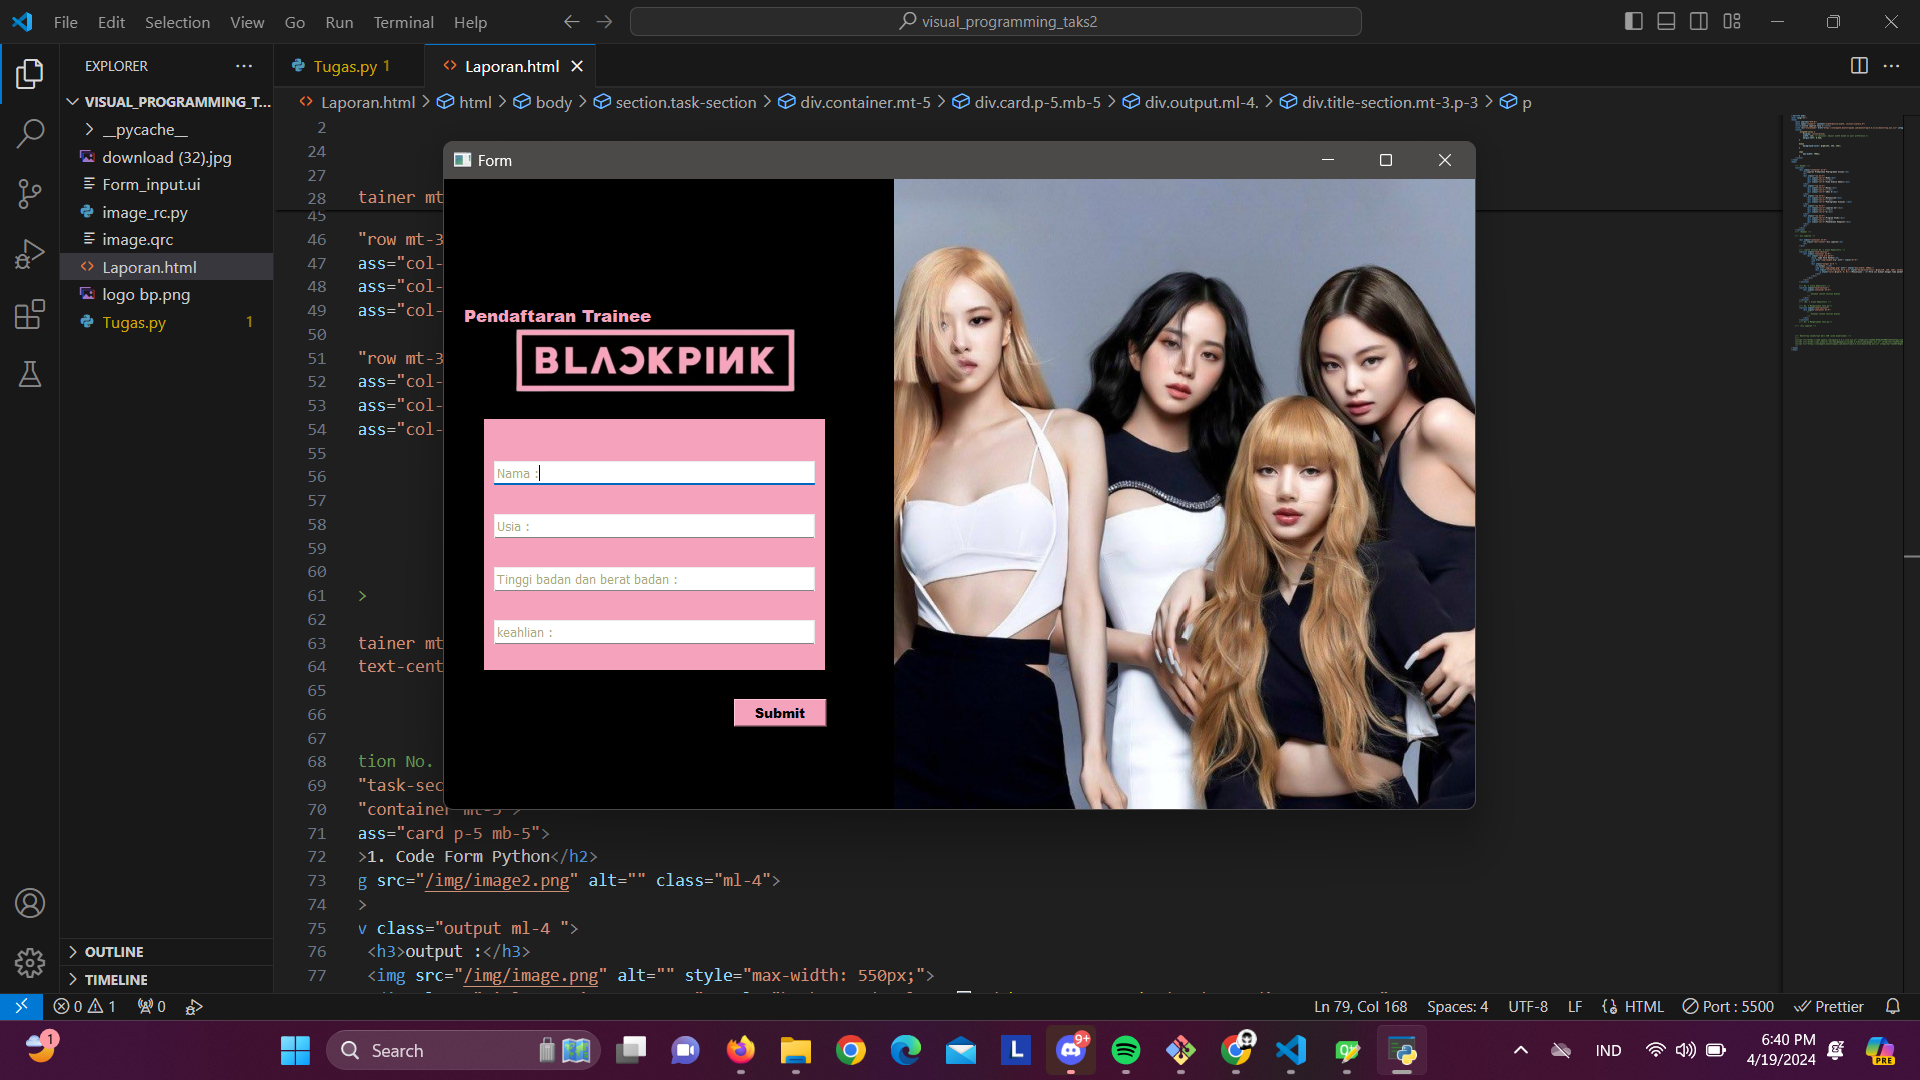 File Edit Selection View Go Run Terminal Help
visual_programming_taks2
EXPLORER
Tugas.py 1
Laporan.html
VISUAL_PROGRAMMING_T...
Laporan.html > html > body > section.task-section > div.container.mt-5 > div.card.p-5.mb-5 > div.output.ml-4. > div.title-section.mt-3.p-3 > p
__pycache__
download (32).jpg
Form_input.ui
image_rc.py
image.qrc
Laporan.html
logo bp.png
Tugas.py 1
OUTLINE
TIMELINE
2
24
27
28 tainer mt
45
46 "row mt-3
47 ass="col-
48 ass="col-
49 ass="col-
50
51 "row mt-3
52 ass="col-
53 ass="col-
54 ass="col-
55
56
57
58
59
60
61 >
62
63 tainer mt
64 text-cent
65
66
67
68 tion No.
69 "task-sec
70 "container mt-5">
71 ass="card p-5 mb-5">
72 >1. Code Form Python</h2>
73 g src="/img/image2.png" alt="" class="ml-4">
74 >
75 v class="output ml-4 ">
76 <h3>output :</h3>
77 <img src="/img/image.png" alt="" style="max-width: 550px;">
Form
Pendaftaran Trainee
BLACKPINK
Nama :
Usia :
Tinggi badan dan berat badan :
keahlian :
Submit
0 1 0
Ln 79, Col 168 Spaces: 4 UTF-8 LF HTML Port : 5500 Prettier
1
Search
L
9+
IND
6:40 PM
4/19/2024
PRE